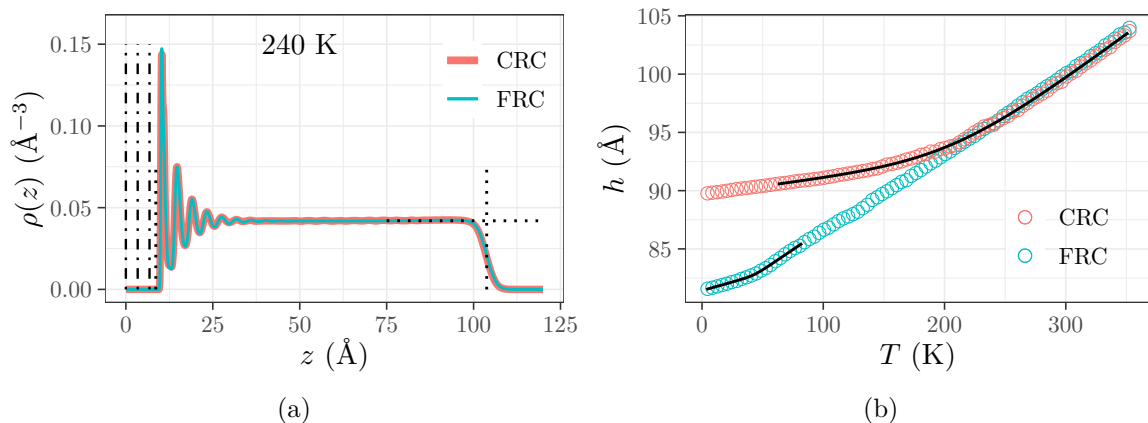 240 K
CRC
FRC
0.15
0.10
0.05
0.00
ρ(z) (Å⁻³)
0 25 50 75 100 125
z (Å)
(a)
105
100
95
90
85
h (Å)
CRC
FRC
0 100 200 300
T (K)
(b)